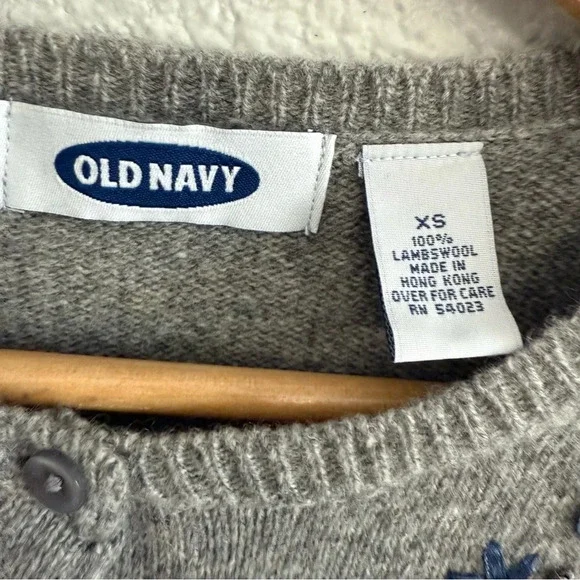 OLD NAVY
XS
100%
LAMBSWOOL
MADE IN
HONG KONG
OVER FOR CARE
RN 54023